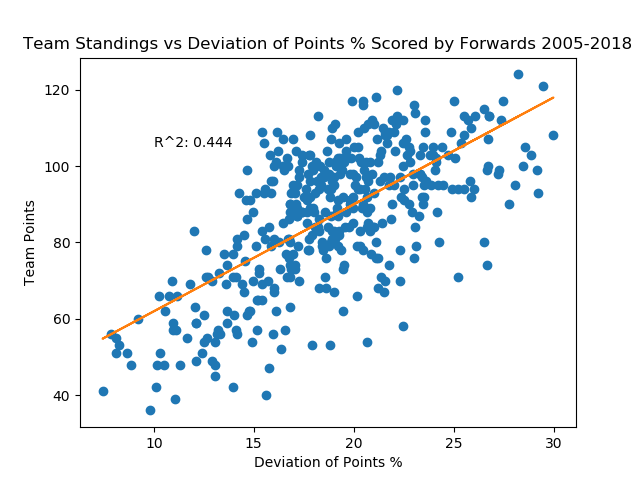 Team Standings vs Deviation of Points % Scored by Forwards 2005-2018
120
R^2: 0.444
100
Team Points
80
60
40
10 15 20 25 30
Deviation of Points %